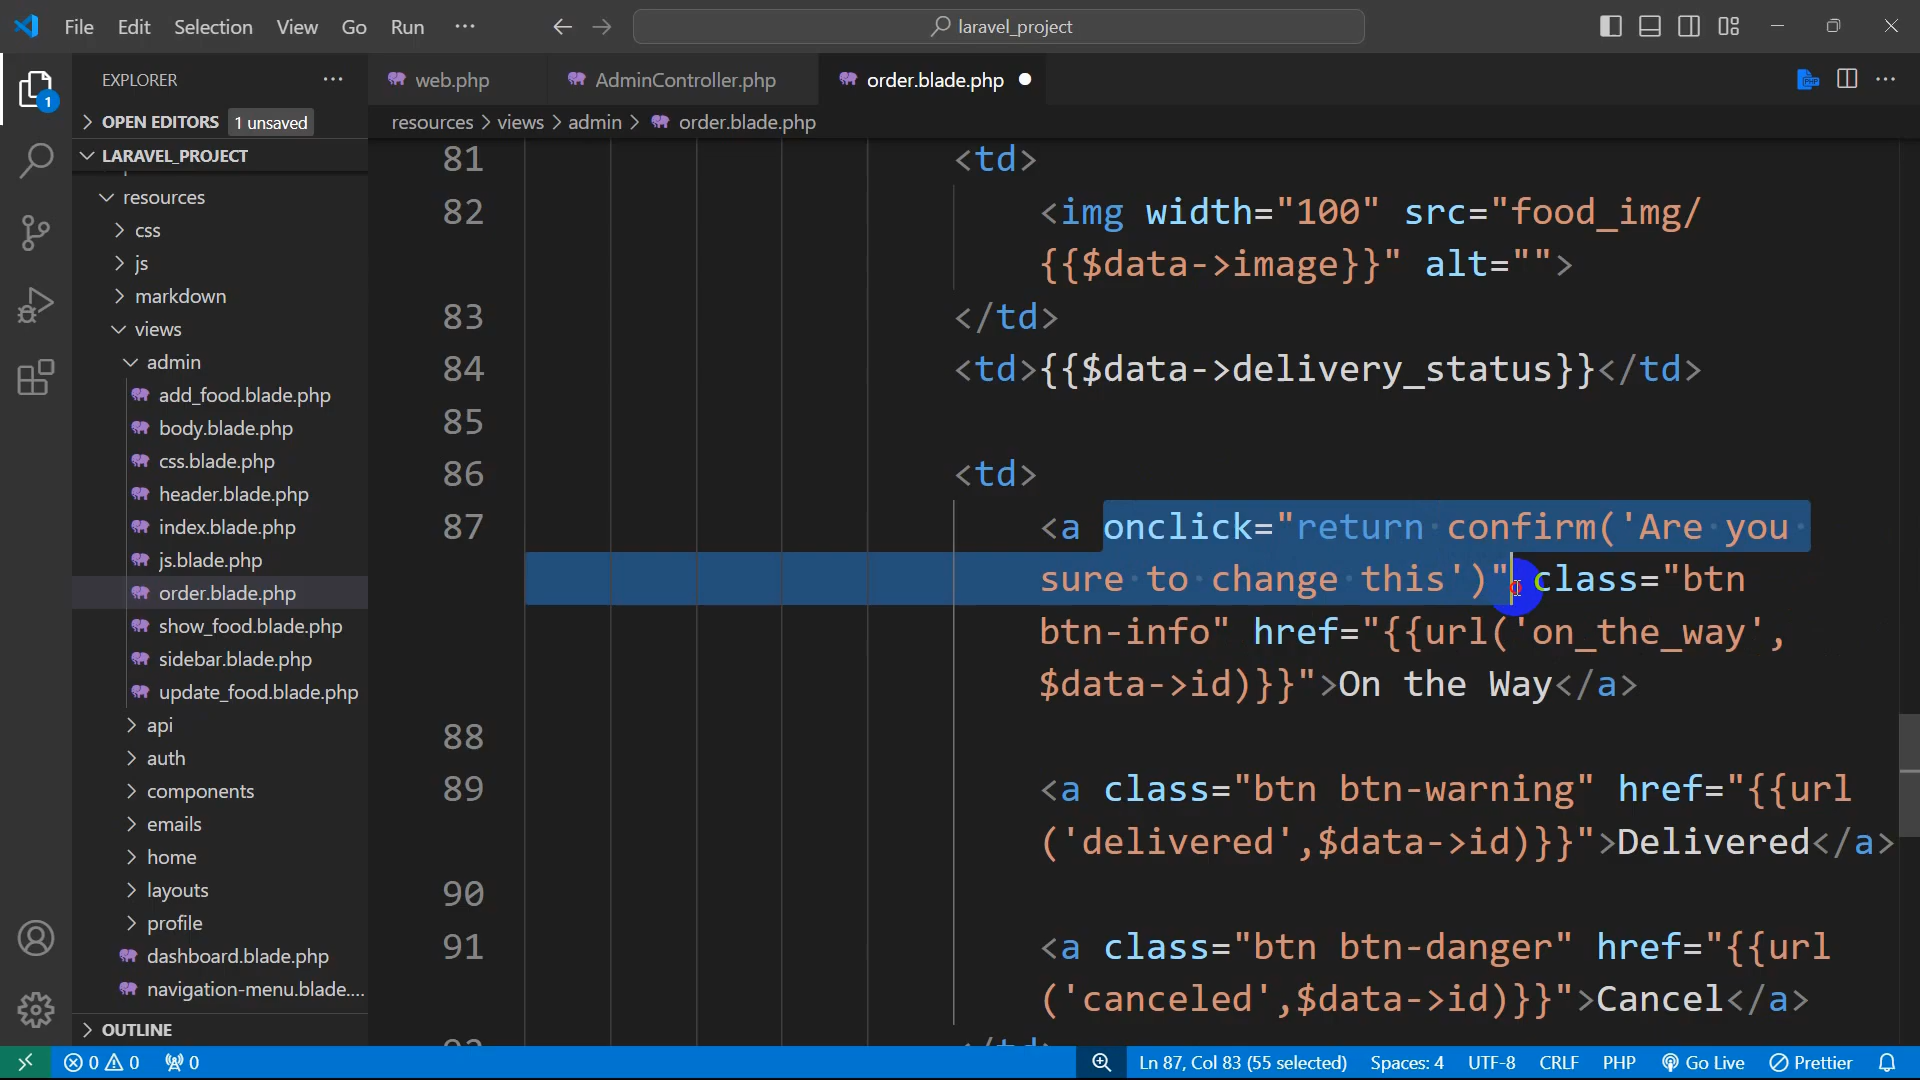 File Edit Selection View Go Run ··· laravel_project
EXPLORER ···
OPEN EDITORS 1 unsaved
LARAVEL_PROJECT
resources
css
js
markdown
views
admin
add_food.blade.php
body.blade.php
css.blade.php
header.blade.php
index.blade.php
js.blade.php
order.blade.php
show_food.blade.php
sidebar.blade.php
update_food.blade.php
api
auth
components
emails
home
layouts
profile
dashboard.blade.php
navigation-menu.blade....
OUTLINE
1
web.php AdminController.php order.blade.php
resources > views > admin > order.blade.php
81 <td>
82 <img width="100" src="food_img/
{{$data->image}}" alt="">
83 </td>
84 <td>{{$data->delivery_status}}</td>
85
86 <td>
87 <a onclick="return confirm('Are you
sure to change this')" class="btn
btn-info" href="{{url('on_the_way',
$data->id)}}">On the Way</a>
88
89 <a class="btn btn-warning" href="{{url
('delivered',$data->id)}}">Delivered</a>
90
91 <a class="btn btn-danger" href="{{url
('canceled',$data->id)}}">Cancel</a>
92 </td>
0 0 0 Ln 87, Col 83 (55 selected) Spaces: 4 UTF-8 CRLF PHP Go Live Prettier